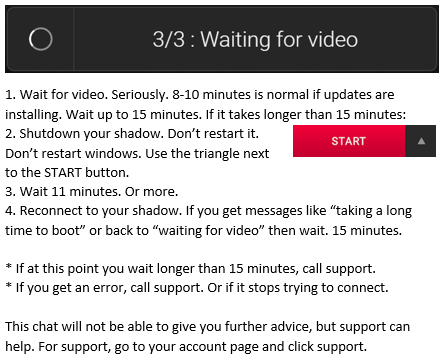 3/3 : Waiting for video
1. Wait for video. Seriously. 8-10 minutes is normal if updates are
installing. Wait up to 15 minutes. If it takes longer than 15 minutes:
2. Shutdown your shadow. Don’t restart it.
Don’t restart windows. Use the triangle next
to the START button.
START
3. Wait 11 minutes. Or more.
4. Reconnect to your shadow. If you get messages like “taking a long
time to boot” or back to “waiting for video” then wait. 15 minutes.
* If at this point you wait longer than 15 minutes, call support.
* If you get an error, call support. Or if it stops trying to connect.
This chat will not be able to give you further advice, but support can
help. For support, go to your account page and click support.